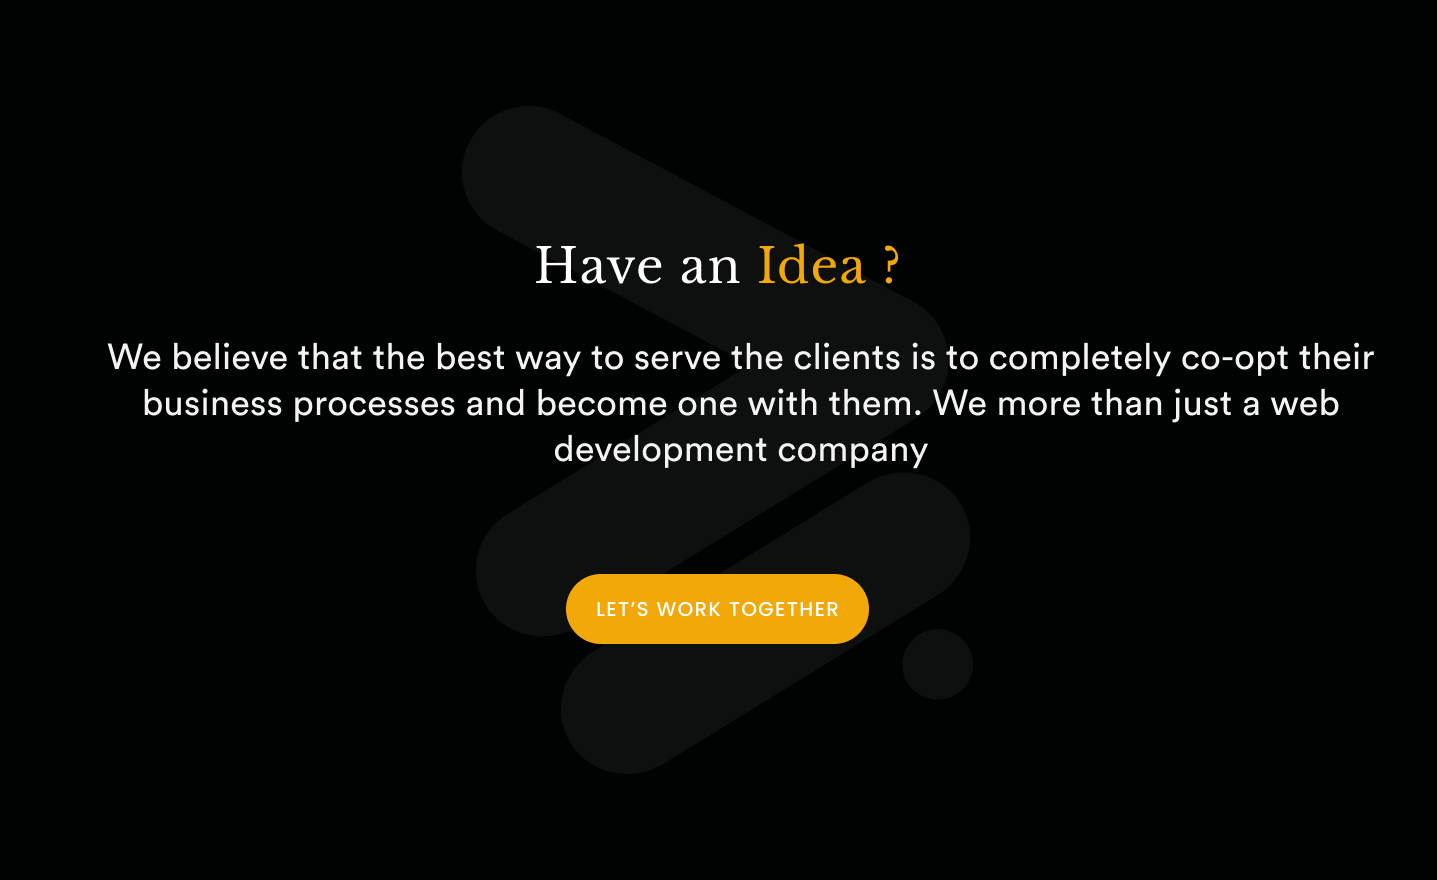 Have an Idea ?
We believe that the best way to serve the clients is to completely co-opt their
business processes and become one with them. We more than just a web
development company
LET’S WORK TOGETHER